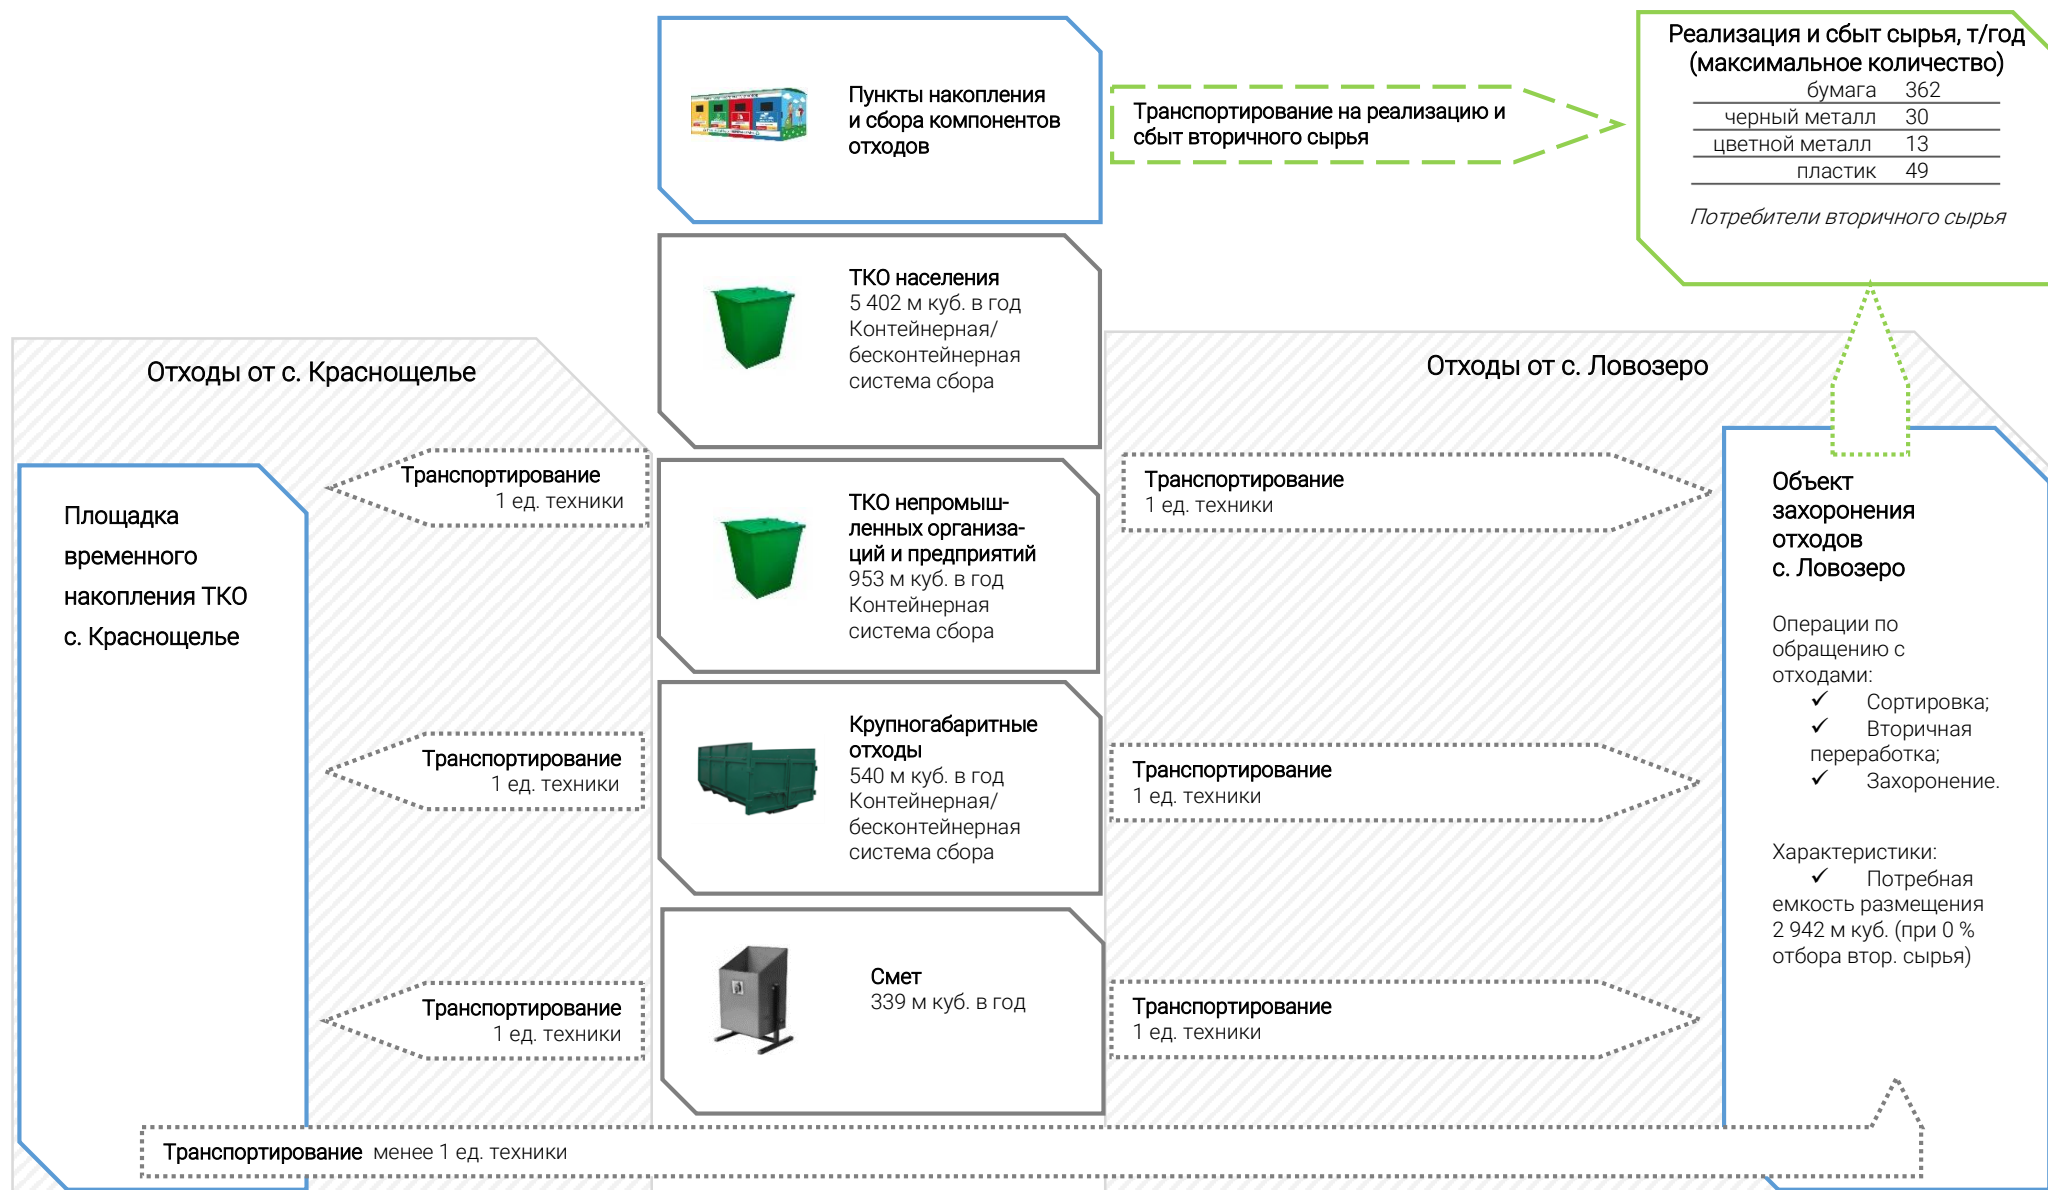 Реализация и сбыт сырья, т/год
(максимальное количество)
бумага 362
черный металл 30
цветной металл 13
пластик 49
Потребители вторичного сырья
Пункты накопления
и сбора компонентов
отходов
Транспортирование на реализацию и
сбыт вторичного сырья
ТКО населения
5 402 м куб. в год
Контейнерная/
бесконтейнерная
система сбора
Отходы от с. Краснощелье
Отходы от с. Ловозеро
Площадка
временного
накопления ТКО
с. Краснощелье
Транспортирование
1 ед. техники
ТКО непромыш-
ленных организа-
ций и предприятий
953 м куб. в год
Контейнерная
система сбора
Транспортирование
1 ед. техники
Транспортирование
1 ед. техники
Крупногабаритные
отходы
540 м куб. в год
Контейнерная/
бесконтейнерная
система сбора
Транспортирование
1 ед. техники
Транспортирование
1 ед. техники
Смет
339 м куб. в год
Транспортирование
1 ед. техники
Объект
захоронения
отходов
с. Ловозеро
Операции по
обращению с
отходами:
✓ Сортировка;
✓ Вторичная
переработка;
✓ Захоронение.
Характеристики:
✓ Потребная
емкость размещения
2 942 м куб. (при 0 %
отбора втор. сырья)
Транспортирование менее 1 ед. техники